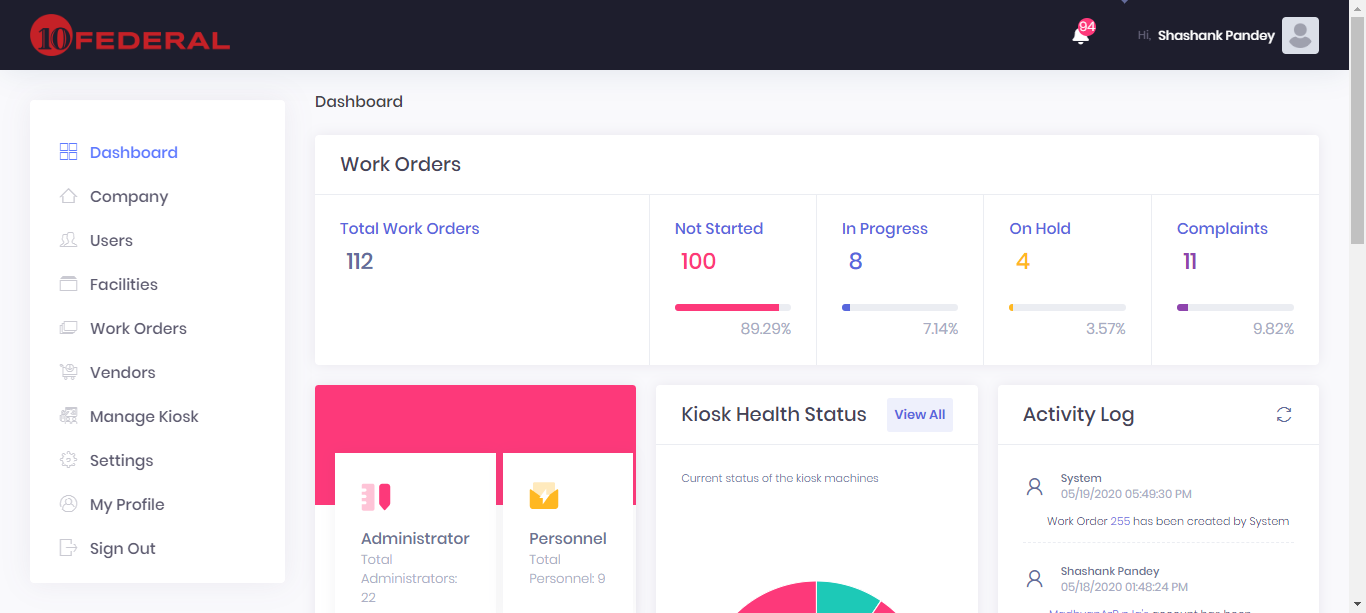 10 FEDERAL
94
Hi, Shashank Pandey
Dashboard
Company
Users
Facilities
Work Orders
Vendors
Manage Kiosk
Settings
My Profile
Sign Out
Dashboard
Work Orders
Total Work Orders
112
Not Started
100
89.29%
In Progress
8
7.14%
On Hold
4
3.57%
Complaints
11
9.82%
Administrator
Total
Administrators:
22
Personnel
Total
Personnel: 9
Kiosk Health Status
View All
Current status of the kiosk machines
Activity Log
System
05/19/2020 05:49:30 PM
Work Order 255 has been created by System
Shashank Pandey
05/18/2020 01:48:24 PM
account has been